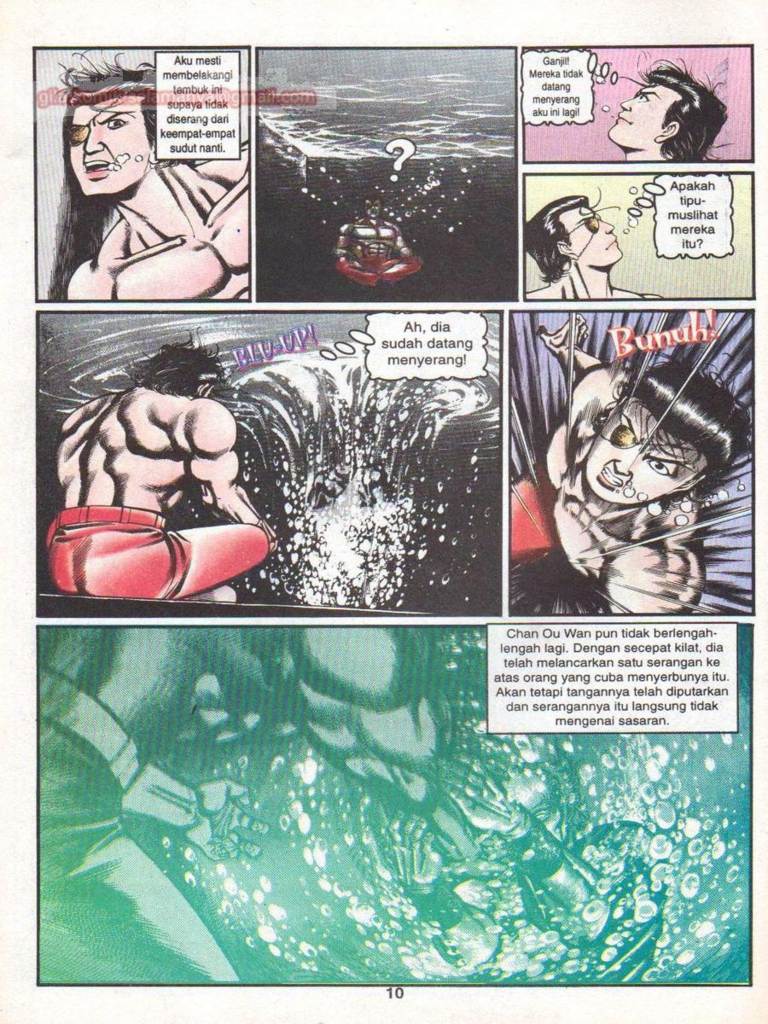 Aku mesti
membelakangi
tembuk ini
supaya tidak
diserang dari
keempat-empat
sudut nanti.
?
Ganjil!
Mereka tidak
datang
menyerang
aku ini lagi!
Apakah
tipu-
muslihat
mereka
itu?
BLU-UP!
Ah, dia
sudah datang
menyerang!
Bunuh!
Chan Ou Wan pun tidak berlengah-
lengah lagi. Dengan secepat kilat, dia
telah melancarkan satu serangan ke
atas orang yang cuba menyerbunya itu.
Akan tetapi tangannya telah diputarkan
dan serangannya itu langsung tidak
mengenai sasaran.
10